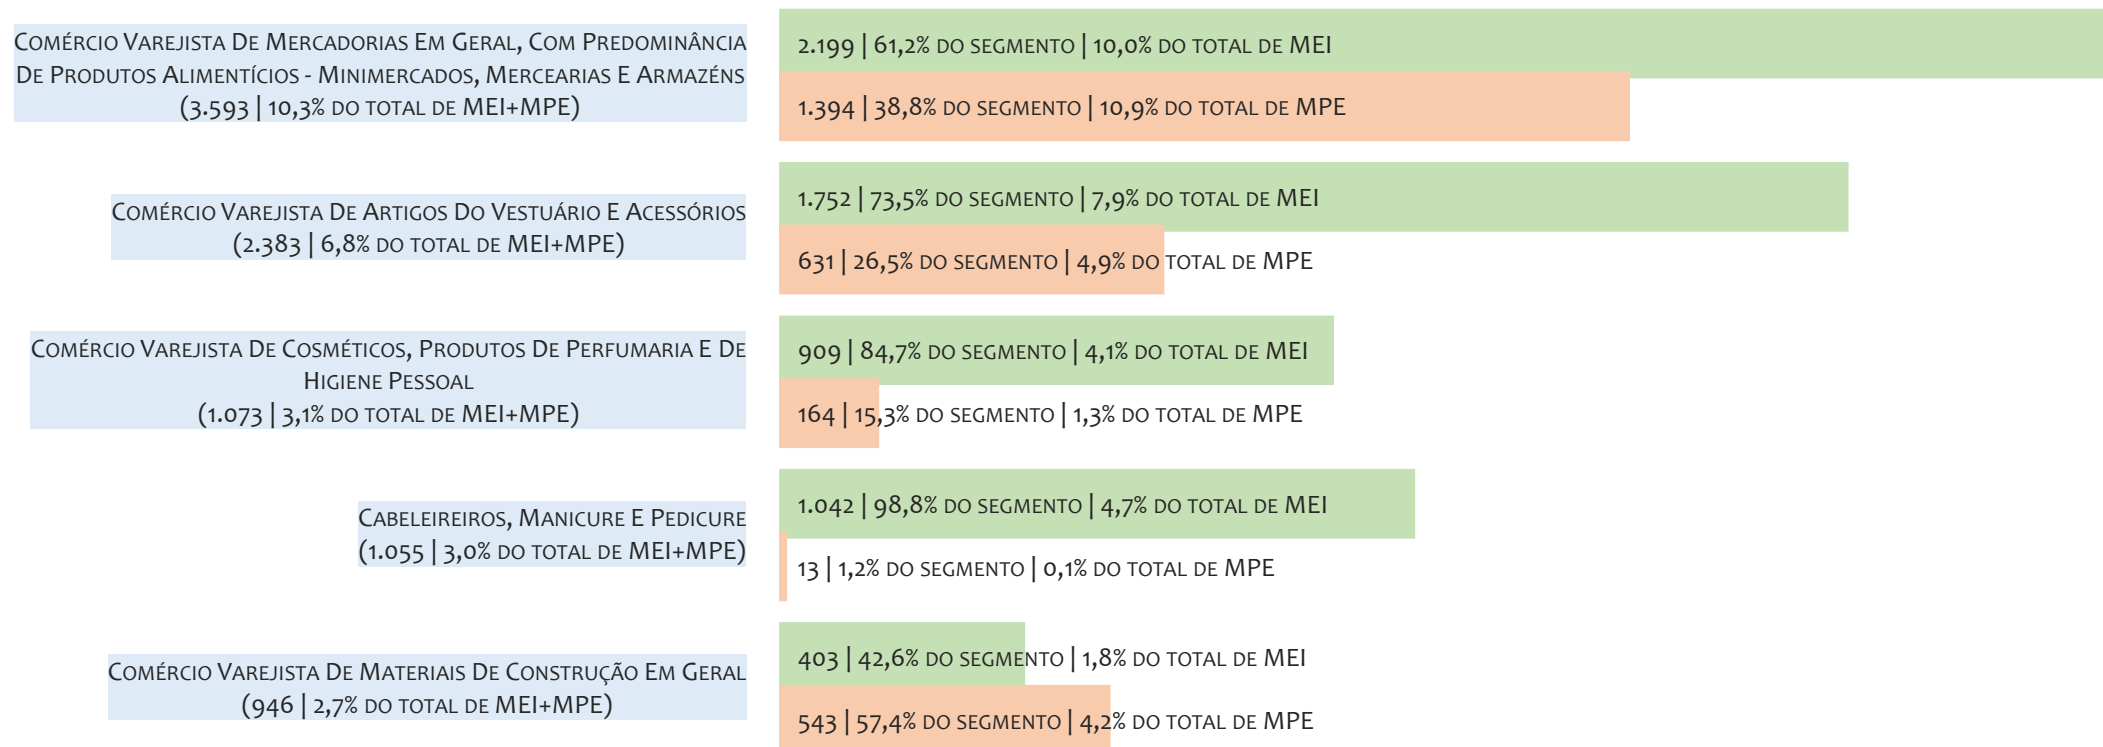 Comércio Varejista De Mercadorias Em Geral, Com Predominância
De Produtos Alimentícios - Minimercados, Mercearias E Armazéns
(3.593 | 10,3% do total de MEI+MPE)
2.199 | 61,2% do segmento | 10,0% do total de MEI
1.394 | 38,8% do segmento | 10,9% do total de MPE
Comércio Varejista De Artigos Do Vestuário E Acessórios
(2.383 | 6,8% do total de MEI+MPE)
1.752 | 73,5% do segmento | 7,9% do total de MEI
631 | 26,5% do segmento | 4,9% do total de MPE
Comércio Varejista De Cosméticos, Produtos De Perfumaria E De
Higiene Pessoal
(1.073 | 3,1% do total de MEI+MPE)
909 | 84,7% do segmento | 4,1% do total de MEI
164 | 15,3% do segmento | 1,3% do total de MPE
Cabeleireiros, Manicure E Pedicure
(1.055 | 3,0% do total de MEI+MPE)
1.042 | 98,8% do segmento | 4,7% do total de MEI
13 | 1,2% do segmento | 0,1% do total de MPE
Comércio Varejista De Materiais De Construção Em Geral
(946 | 2,7% do total de MEI+MPE)
403 | 42,6% do segmento | 1,8% do total de MEI
543 | 57,4% do segmento | 4,2% do total de MPE